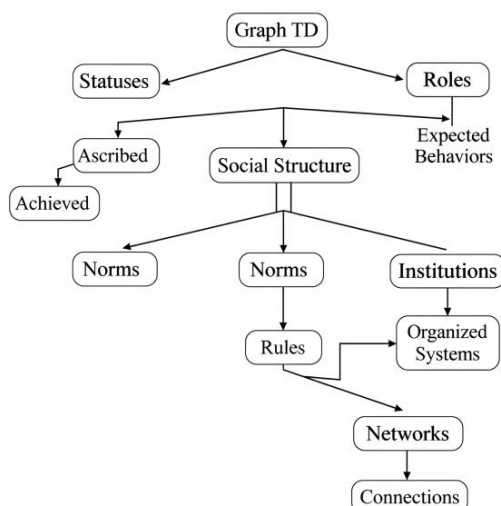 Graph TD
Statuses
Roles
Expected
Behaviors
Ascribed
Social Structure
Achieved
Norms
Norms
Institutions
Rules
Organized
Systems
Networks
Connections